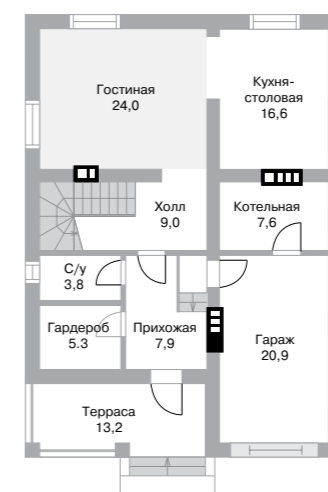 Гостиная
24,0
Кухня-
столовая
16,6
Холл
9,0
Котельная
7,6
С/у
3,8
Гардероб
5.3
Прихожая
7,9
Гараж
20,9
Терраса
13,2